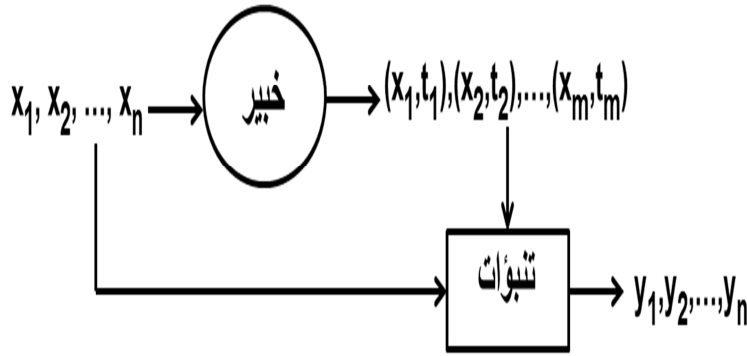 x1, x2, ..., xn
خبير
(x1,t1),(x2,t2),...,(xm,tm)
تنبؤات
y1,y2,...,yn